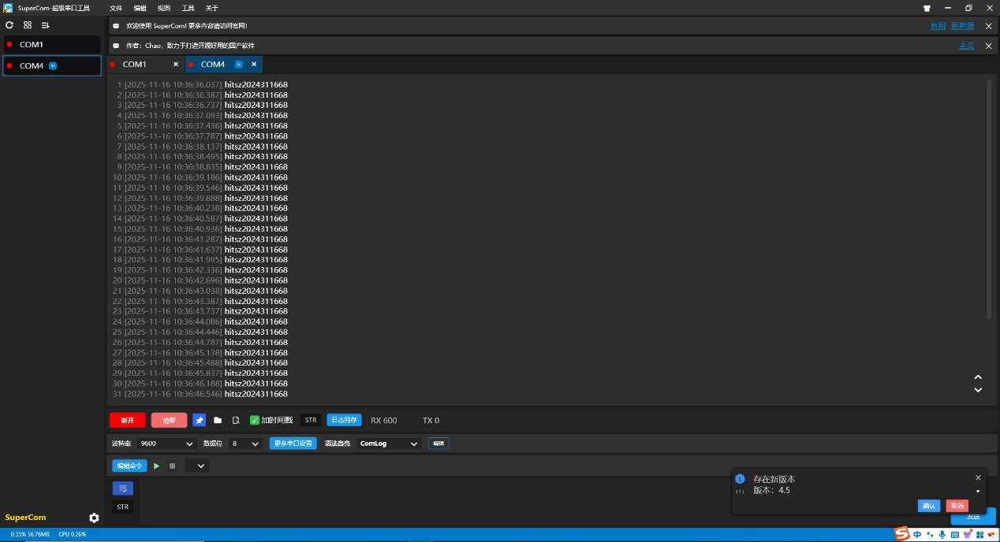 SuperCom-超级串口工具 文件 编辑 视图 工具 关于
欢迎使用 SuperCom! 更多内容请访问官网! 官网 更新源
作者：Chao，致力于打造开源好用的国产软件 主页
COM1
COM4
COM1 COM4
1 [2025-11-16 10:36:36.037] hitsz2024311668
2 [2025-11-16 10:36:36.387] hitsz2024311668
3 [2025-11-16 10:36:36.737] hitsz2024311668
4 [2025-11-16 10:36:37.093] hitsz2024311668
5 [2025-11-16 10:36:37.436] hitsz2024311668
6 [2025-11-16 10:36:37.787] hitsz2024311668
7 [2025-11-16 10:36:38.137] hitsz2024311668
8 [2025-11-16 10:36:38.495] hitsz2024311668
9 [2025-11-16 10:36:38.835] hitsz2024311668
10 [2025-11-16 10:36:39.186] hitsz2024311668
11 [2025-11-16 10:36:39.546] hitsz2024311668
12 [2025-11-16 10:36:39.888] hitsz2024311668
13 [2025-11-16 10:36:40.238] hitsz2024311668
14 [2025-11-16 10:36:40.587] hitsz2024311668
15 [2025-11-16 10:36:40.936] hitsz2024311668
16 [2025-11-16 10:36:41.287] hitsz2024311668
17 [2025-11-16 10:36:41.637] hitsz2024311668
18 [2025-11-16 10:36:41.995] hitsz2024311668
19 [2025-11-16 10:36:42.336] hitsz2024311668
20 [2025-11-16 10:36:42.696] hitsz2024311668
21 [2025-11-16 10:36:43.038] hitsz2024311668
22 [2025-11-16 10:36:43.387] hitsz2024311668
23 [2025-11-16 10:36:43.737] hitsz2024311668
24 [2025-11-16 10:36:44.086] hitsz2024311668
25 [2025-11-16 10:36:44.446] hitsz2024311668
26 [2025-11-16 10:36:44.787] hitsz2024311668
27 [2025-11-16 10:36:45.138] hitsz2024311668
28 [2025-11-16 10:36:45.488] hitsz2024311668
29 [2025-11-16 10:36:45.837] hitsz2024311668
30 [2025-11-16 10:36:46.188] hitsz2024311668
31 [2025-11-16 10:36:46.546] hitsz2024311668
断开 清屏 加时间戳 STR 日志另存 RX 600 TX 0
波特率 9600 数据位 8 更多串口设置 语法高亮 ComLog 编辑
编辑命令
存在新版本
(1) 版本：4.5
确认 取消
STR
发送
SuperCom
0.35% 56.76MB CPU 0.26%
中